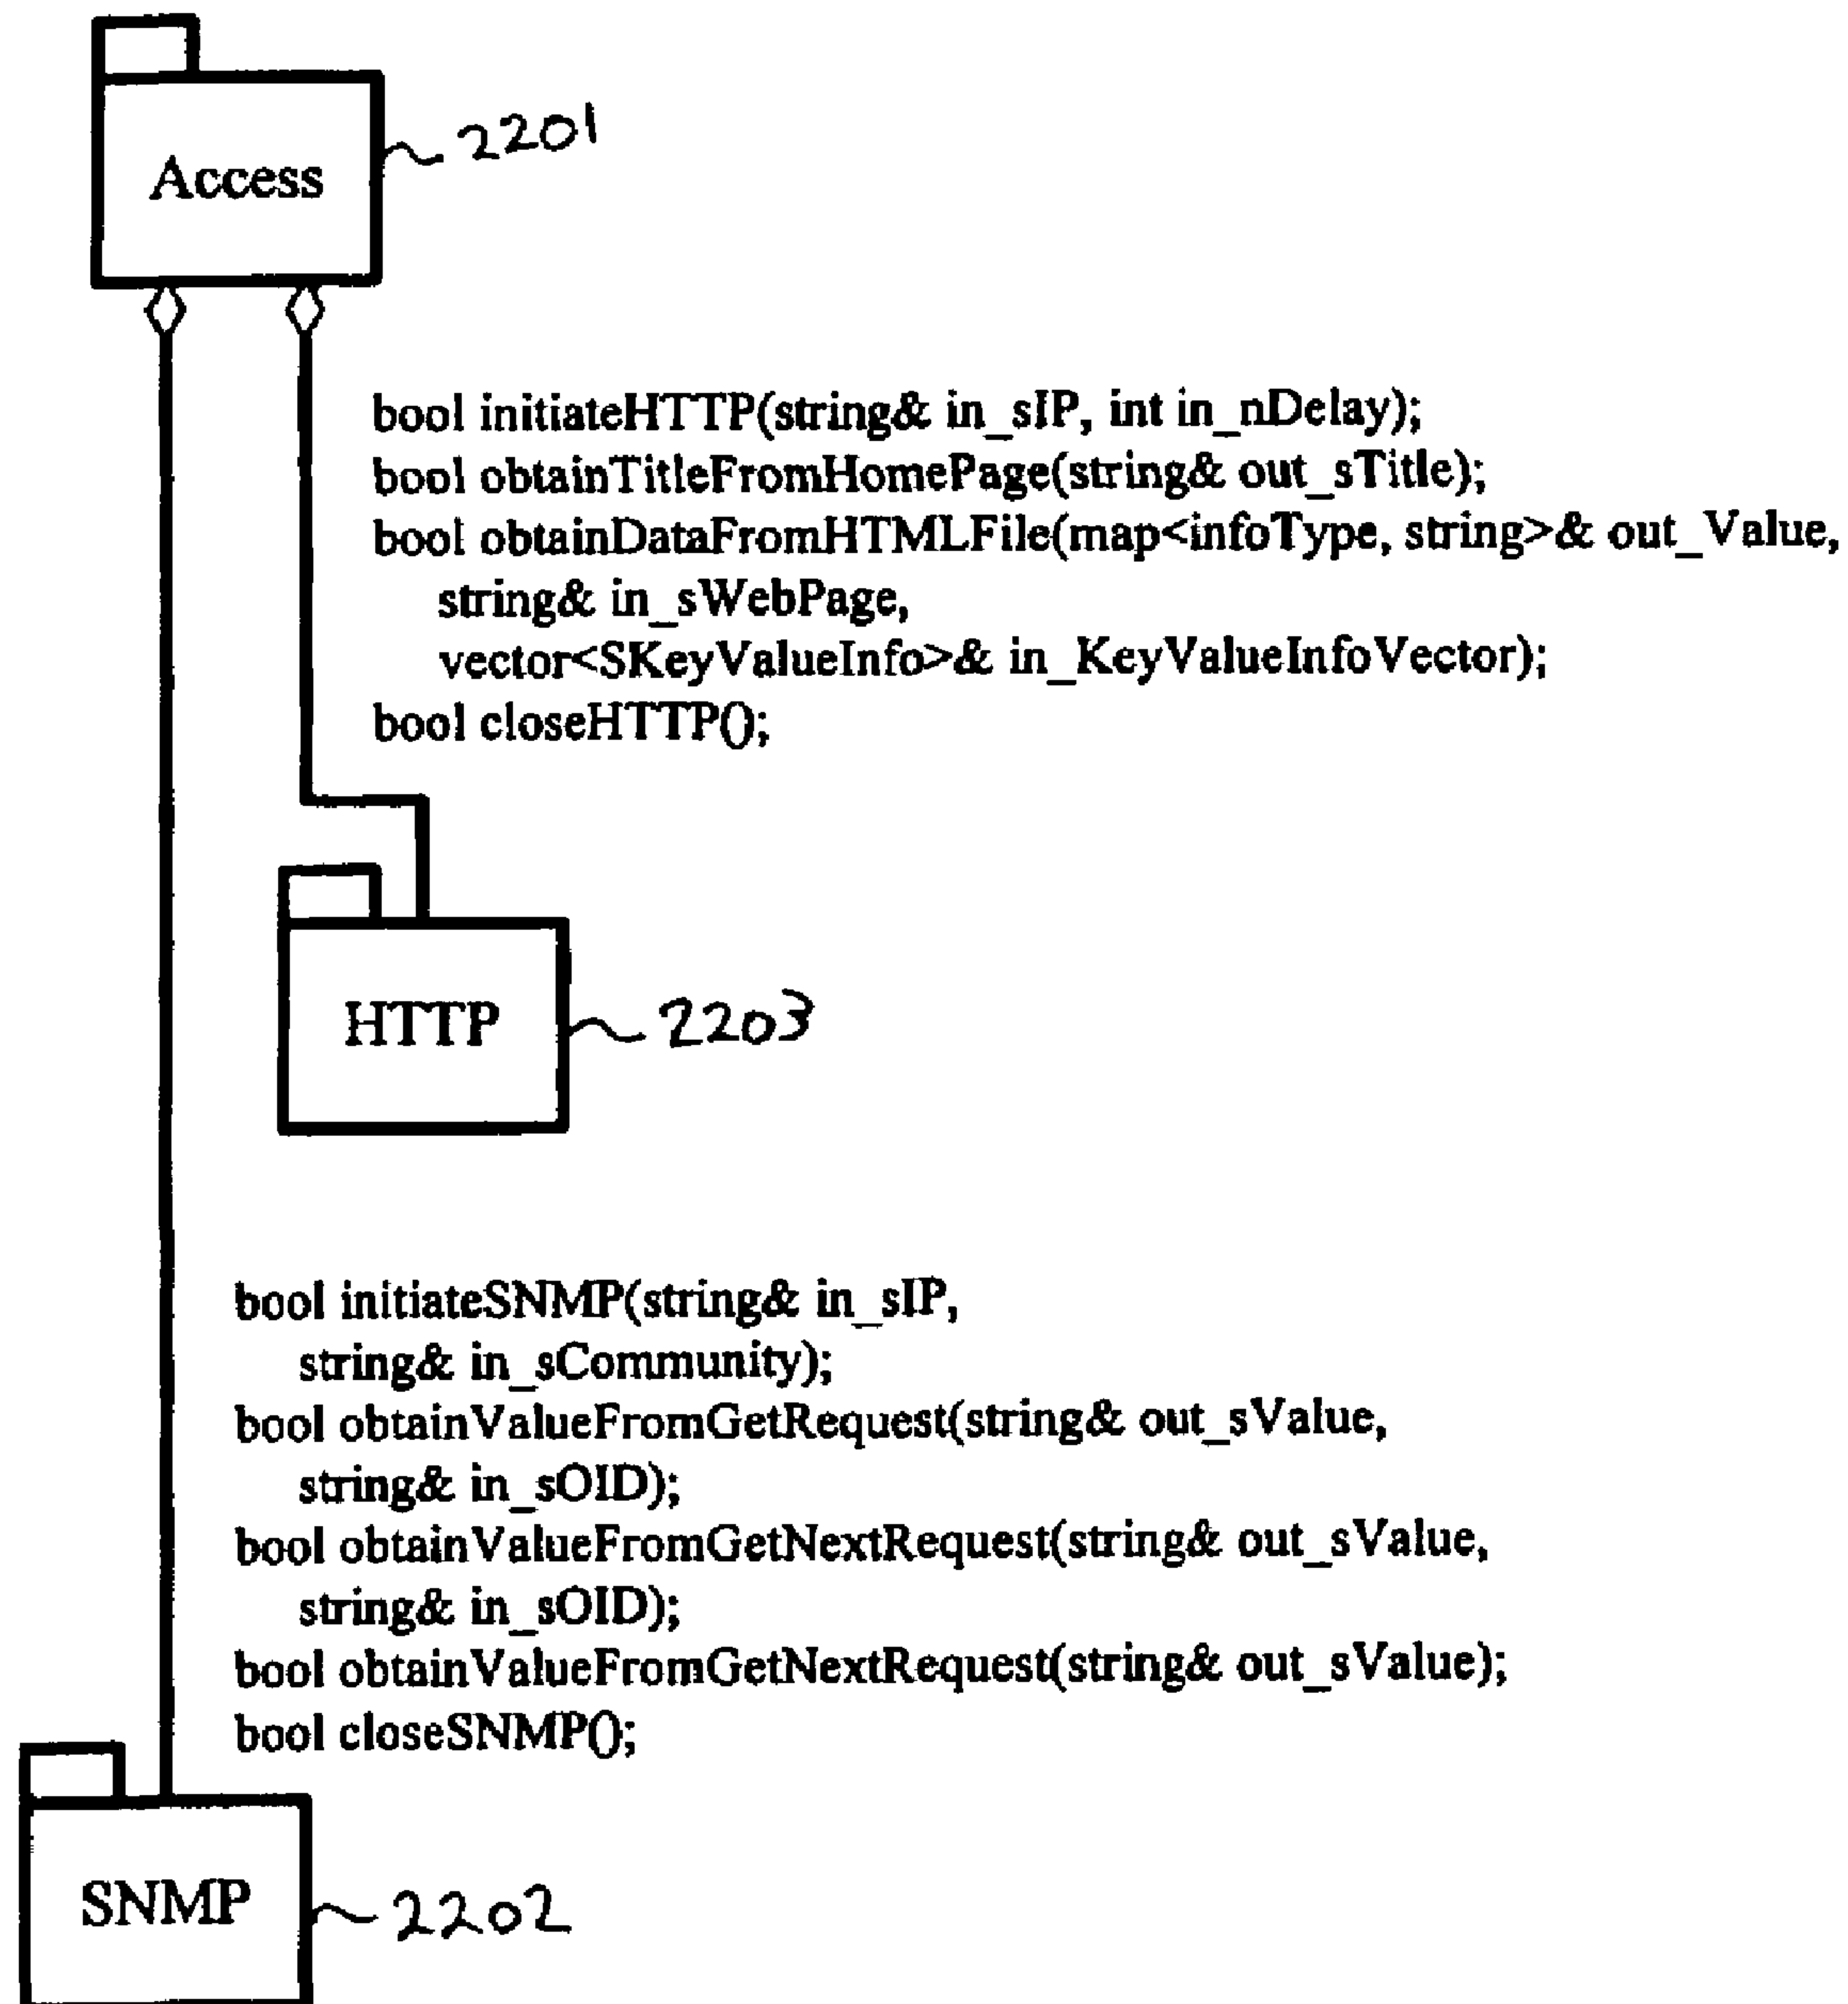 Access
2201
bool initiateHTTP(string& in_sIP, int in_nDelay);
bool obtainTitleFromHomePage(string& out_sTitle);
bool obtainDataFromHTMLFile(map<infoType, string>& out_Value,
string& in_sWebPage,
vector<SKeyValueInfo>& in_KeyValueInfoVector);
bool closeHTTP();
HTTP
2203
bool initiateSNMP(string& in_sIP,
string& in_sCommunity);
bool obtainValueFromGetRequest(string& out_sValue,
string& in_sOID);
bool obtainValueFromGetNextRequest(string& out_sValue,
string& in_sOID);
bool obtainValueFromGetNextRequest(string& out_sValue);
bool closeSNMP();
SNMP
2202